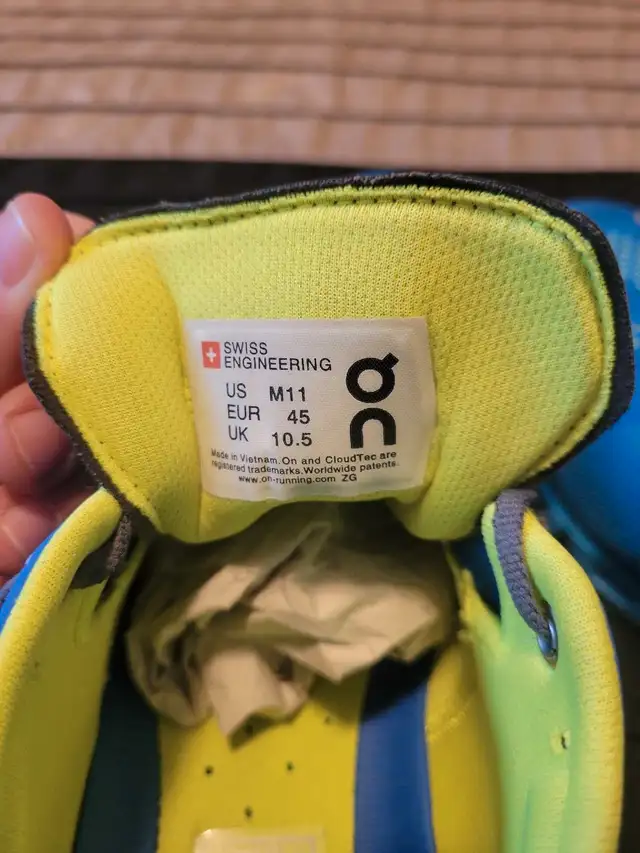 SWISS
ENGINEERING
US M11
EUR 45
UK 10.5
on
Made in Vietnam.On and CloudTec are
registered trademarks.Worldwide patents.
www.on-running.com ZG